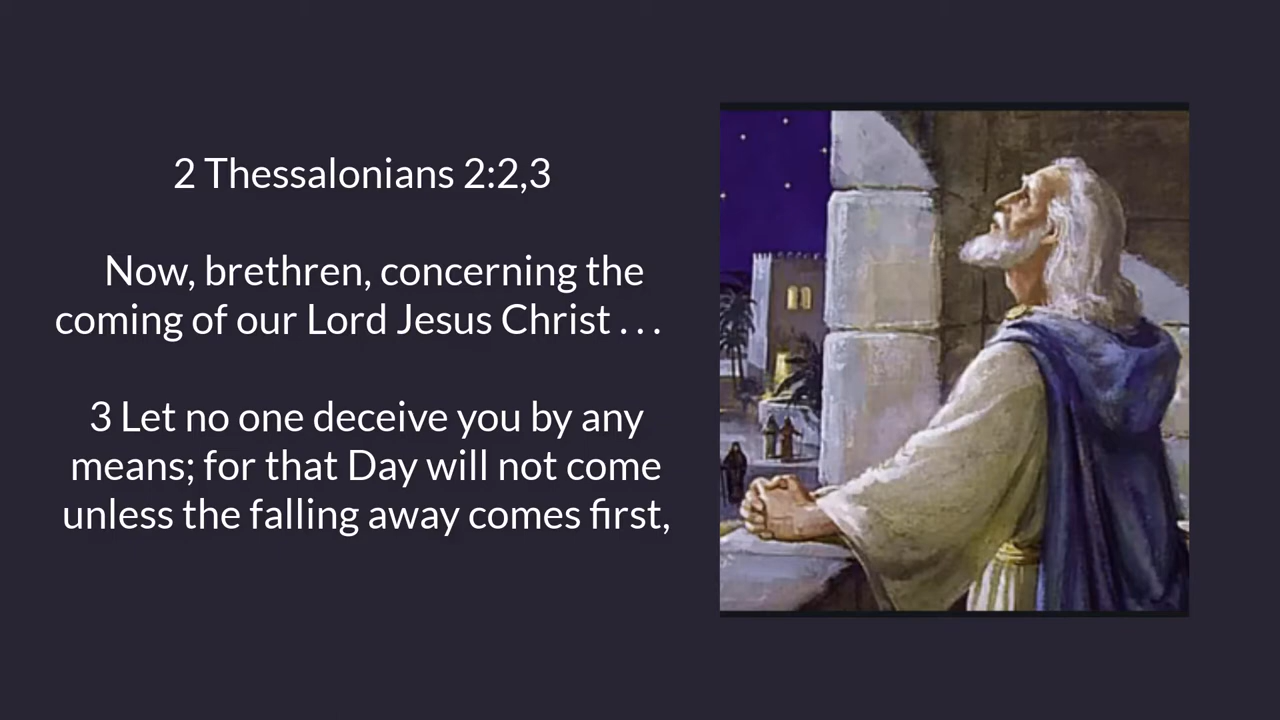 2 Thessalonians 2:2,3
Now, brethren, concerning the
coming of our Lord Jesus Christ . . .
3 Let no one deceive you by any
means; for that Day will not come
unless the falling away comes first,